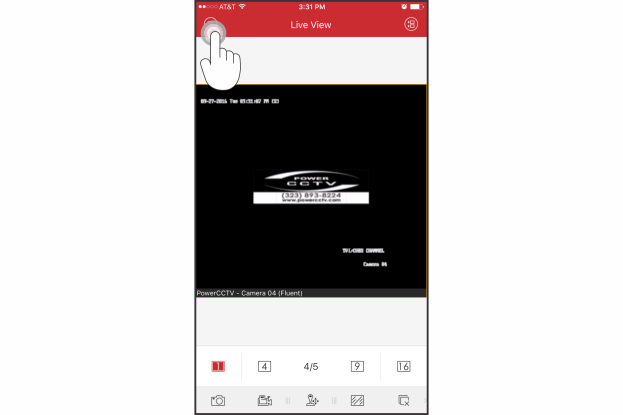 AT&T 3:31 PM
Live View
09-27-2016 Tue 03:31:07 PM CDI
POWER
CCTV
(323) 893-8224
www.powercctv.com
TVI/CVBS CHANNEL
Camera 04
PowerCCTV - Camera 04 (Fluent)
1 4 4/5 9 16